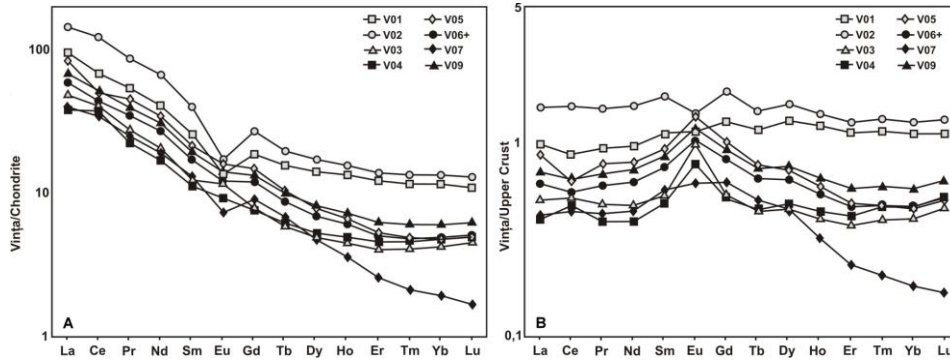 Vința/Chondrite
100
10
1
V01
V02
V03
V04
V05
V06+
V07
V09
A
La Ce Pr Nd Sm Eu Gd Tb Dy Ho Er Tm Yb Lu
Vința/Upper Crust
5
1
0,1
V01
V02
V03
V04
V05
V06+
V07
V09
B
La Ce Pr Nd Sm Eu Gd Tb Dy Ho Er Tm Yb Lu